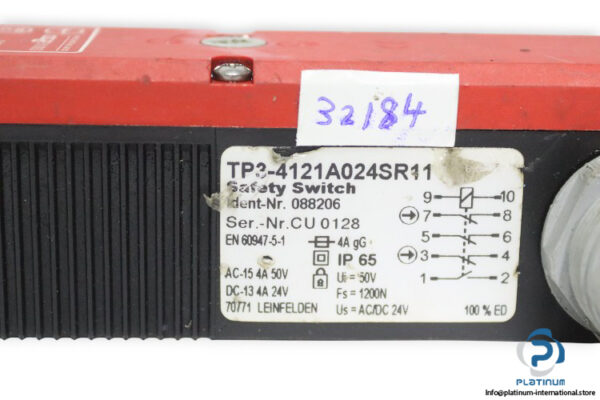 32184
TP3-4121A024SR11
Safety Switch
Ident-Nr. 088206
Ser.-Nr.CU 0128
EN 60947-5-1
4A gG
IP 65
AC-15 4A 50V
Ui = 50V
DC-13 4A 24V
Fs = 1200N
70771 LEINFELDEN
Us = AC/DC 24V
100 % ED
9 10
7 8
5 6
3 4
1 2
PLATINUM
Info@platinum-international.store